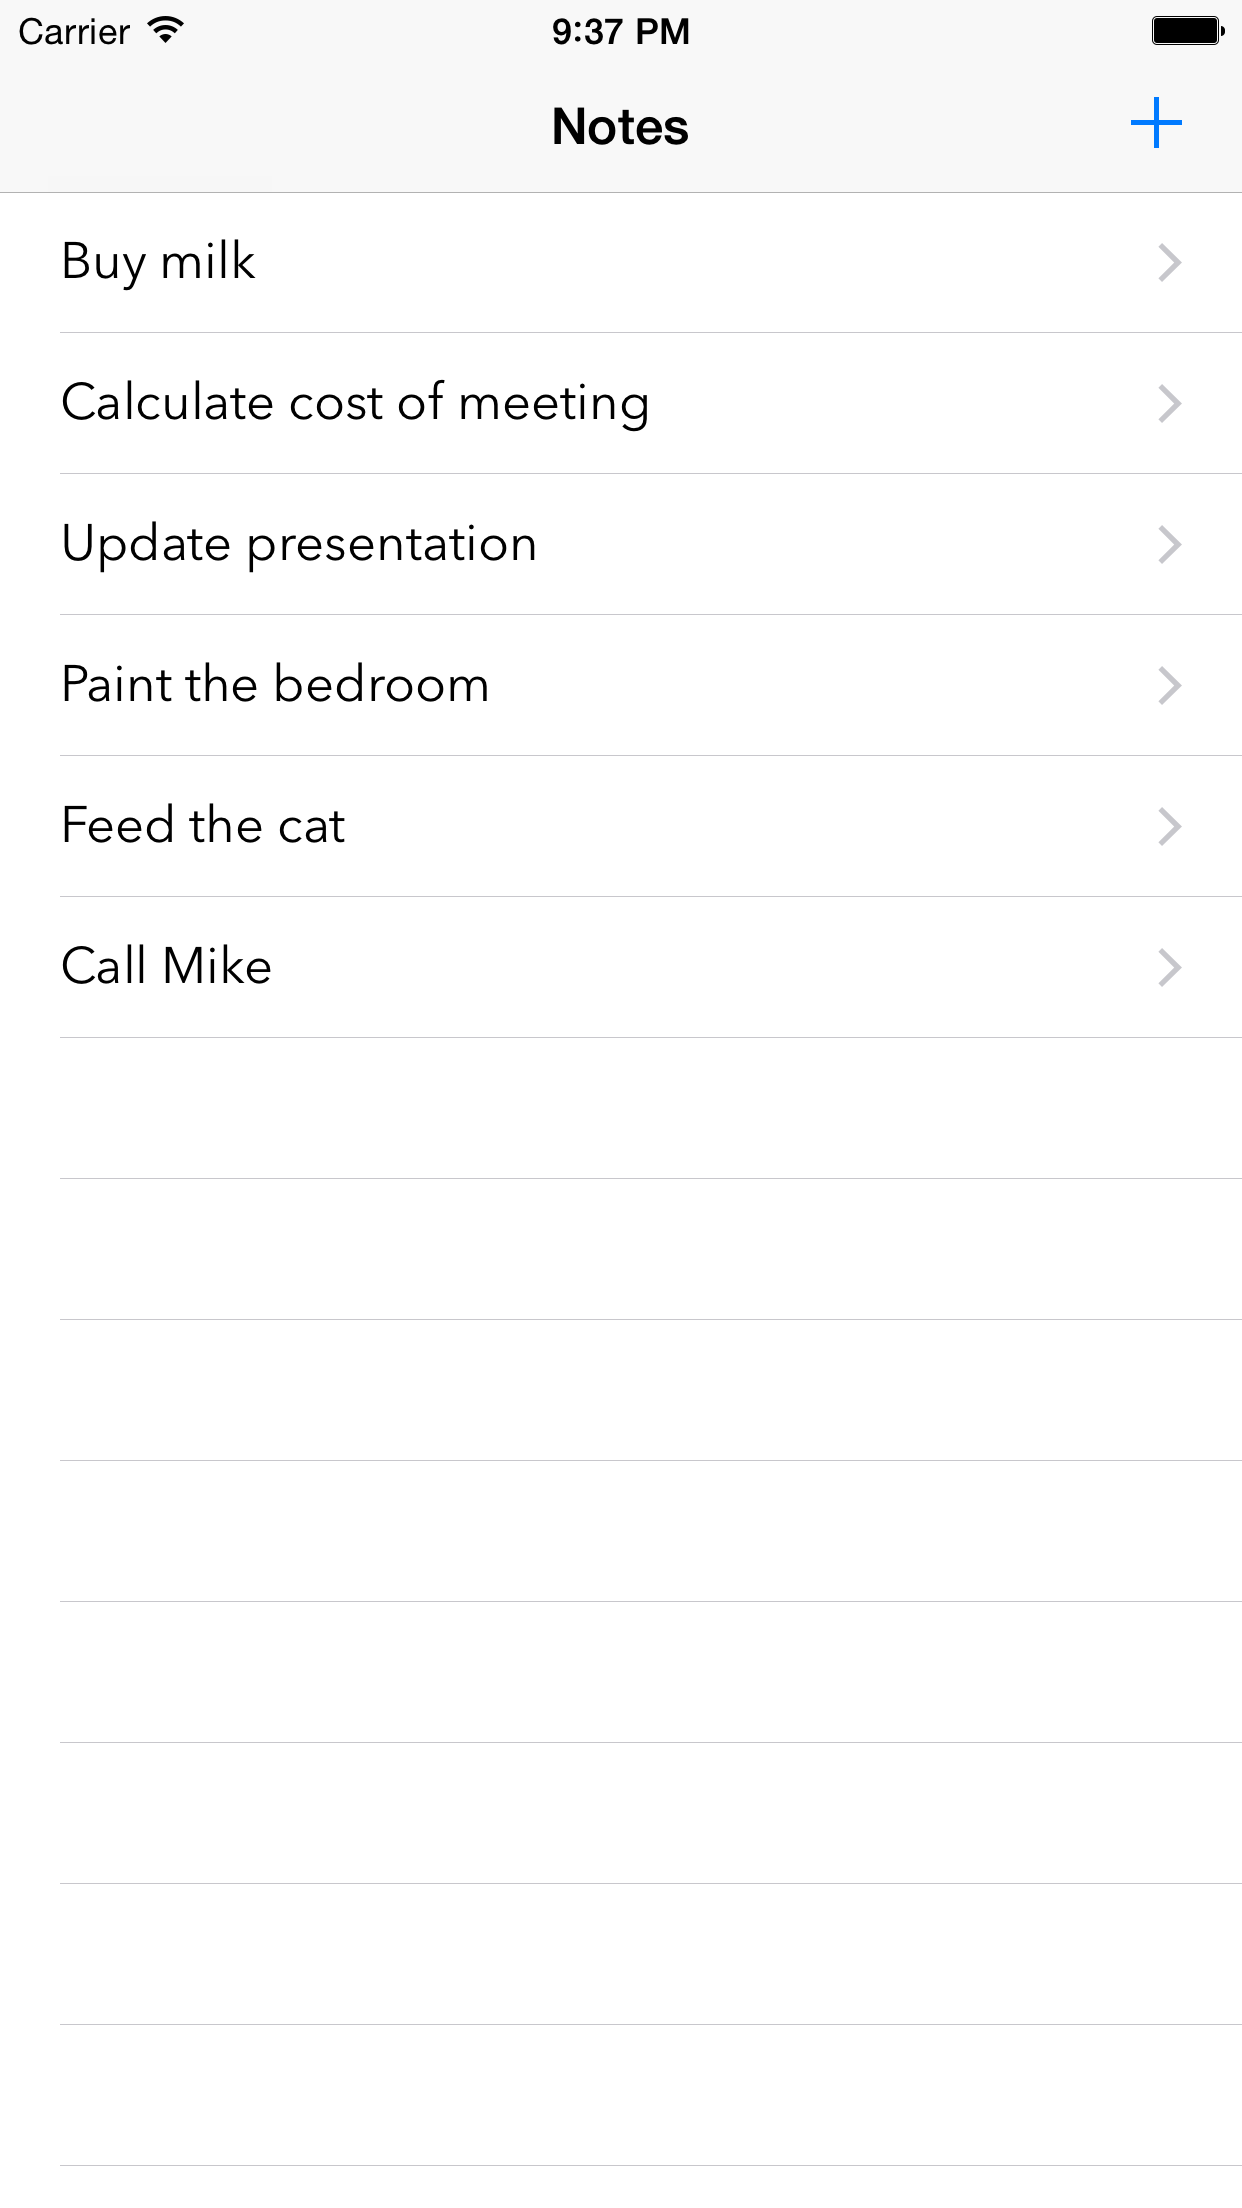 Carrier 9:37 PM
Notes
Buy milk
Calculate cost of meeting
Update presentation
Paint the bedroom
Feed the cat
Call Mike